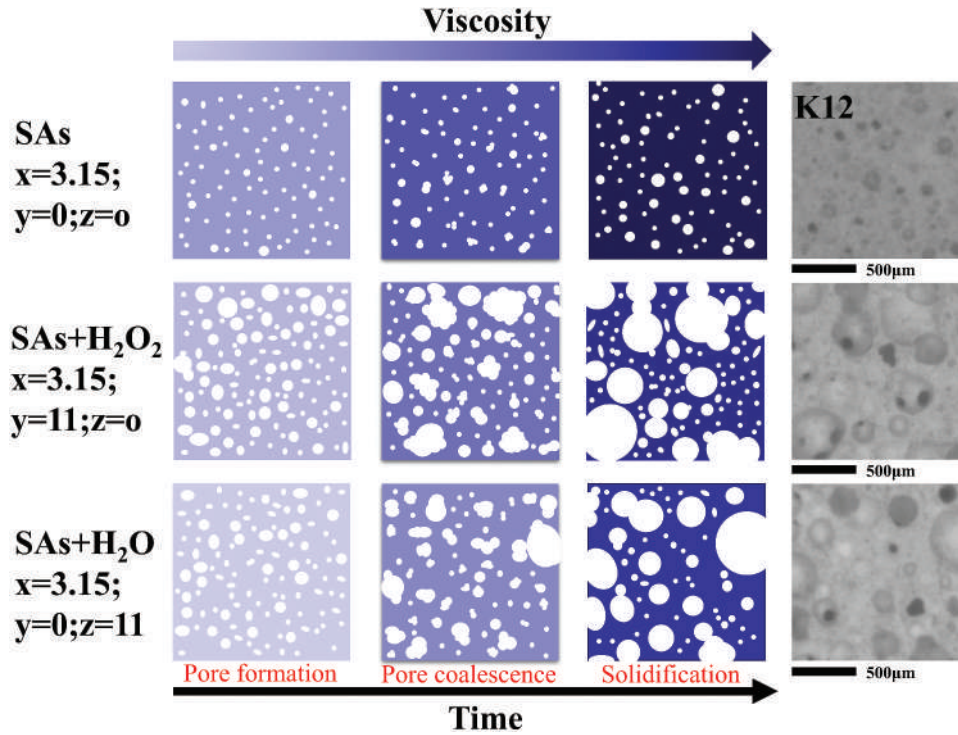 Viscosity
SAs
x=3.15;
y=0;z=o
K12
500μm
SAs+H₂O₂
x=3.15;
y=11;z=o
500μm
SAs+H₂O
x=3.15;
y=0;z=11
500μm
Pore formation
Pore coalescence
Solidification
Time